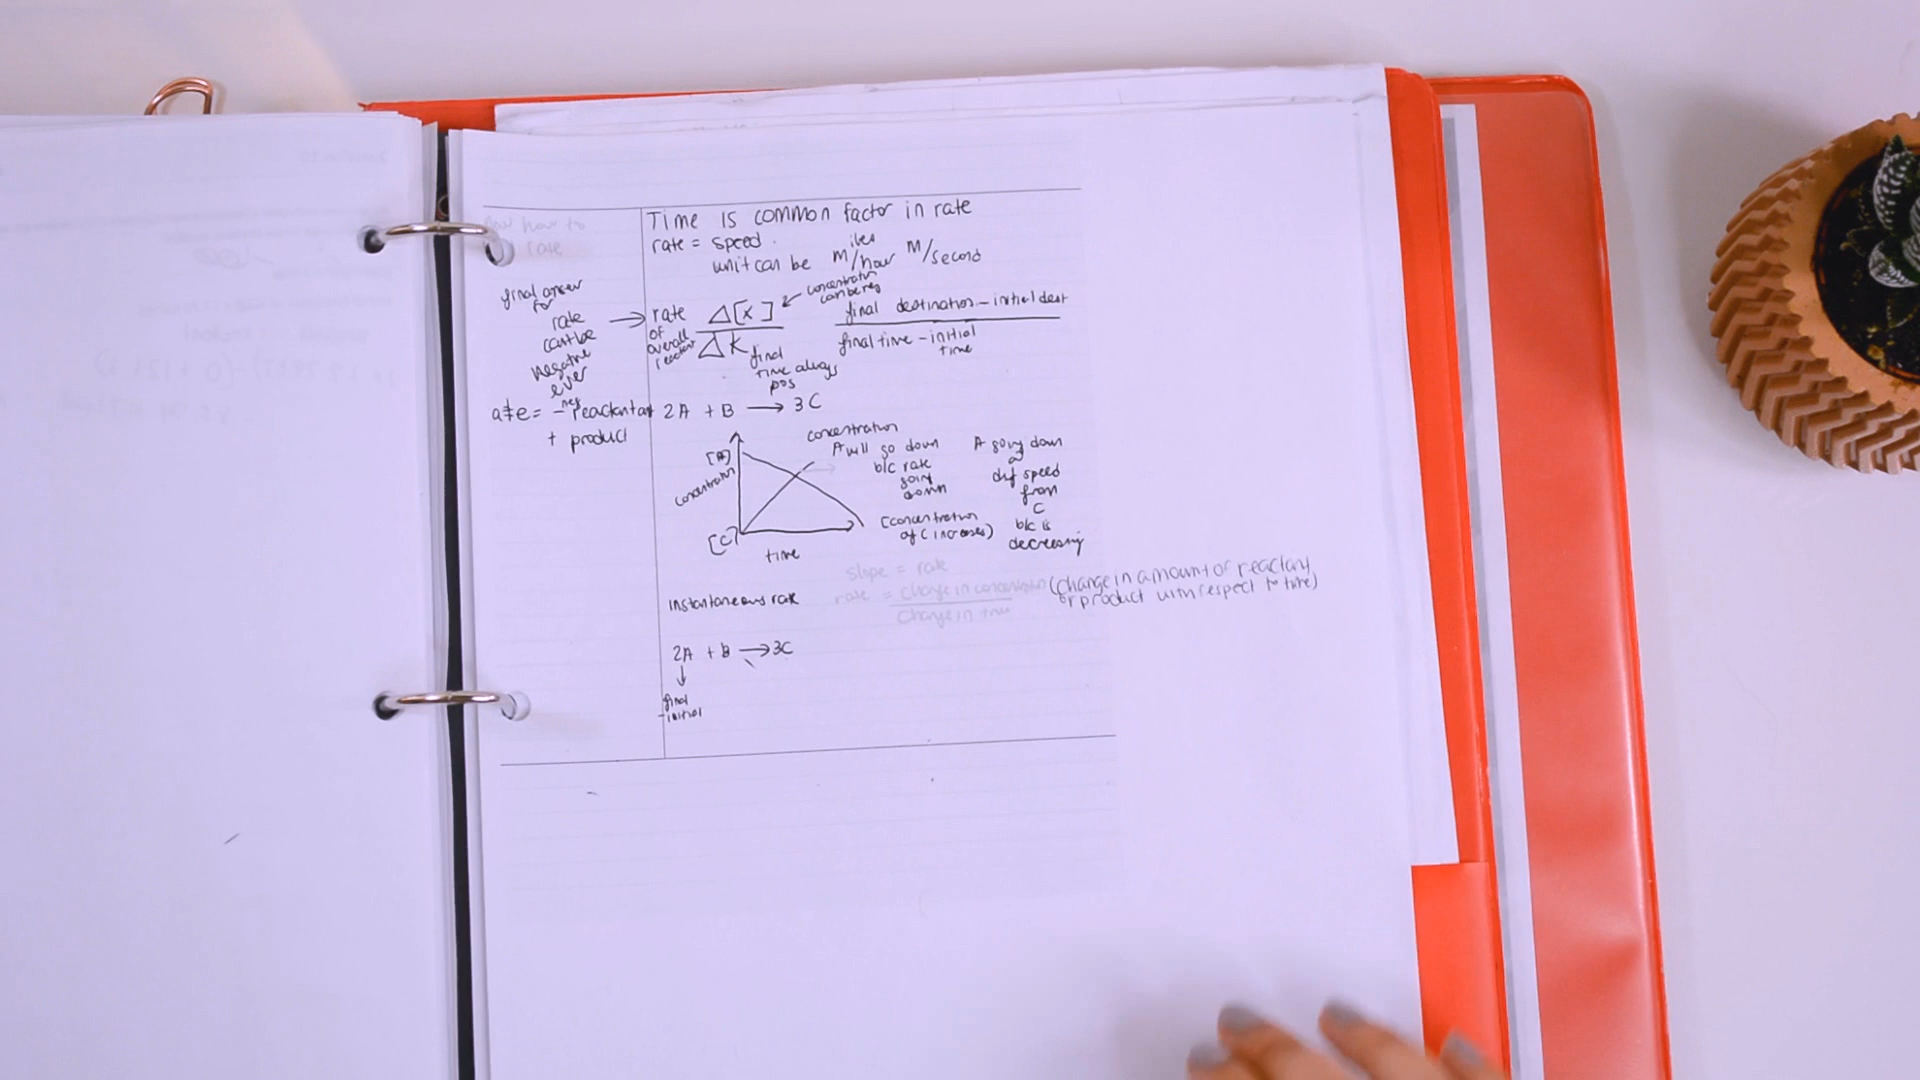 how to
rate
Time is common factor in rate
rate = speed
unit can be miles/hour M/second
final answer
for
rate
can't be
negative
ever
rate
of
overall
reactant
Δ[x]
Δ
concentration
can be neg
final
time always
pos
final destination - initial dest
final time - initial
time
neg
= - reactant
+ product
2A + B → 3C
[A]
concentration
[C]
time
concentration
A will go down
b/c rate
going
down
[concentration
of C increases)
A going down
dif speed
from
C
b/c is
decreasing
slope = rate
rate = change in concentration
change in time
(change in amount of reactant
or product with respect to time)
instantaneous rate
2A + B → 3C
↓
final
- initial